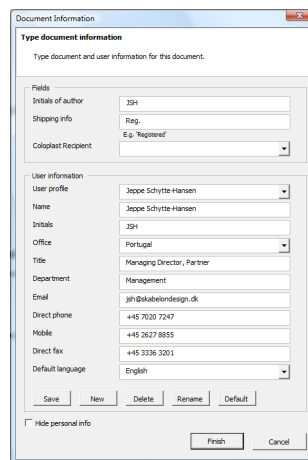 Document Information
Type document information
Type document and user information for this document.
Fields
Initials of author JSH
Shipping info Reg.
E.g. 'Registered'
Coloplast Recipient
User information
User profile Jeppe Schytte-Hansen
Name Jeppe Schytte-Hansen
Initials JSH
Office Portugal
Title Managing Director, Partner
Department Management
Email jsh@skabelondesign.dk
Direct phone +45 7020 7247
Mobile +45 2627 8855
Direct fax +45 3336 3201
Default language English
Save New Delete Rename Default
Hide personal info
Finish Cancel